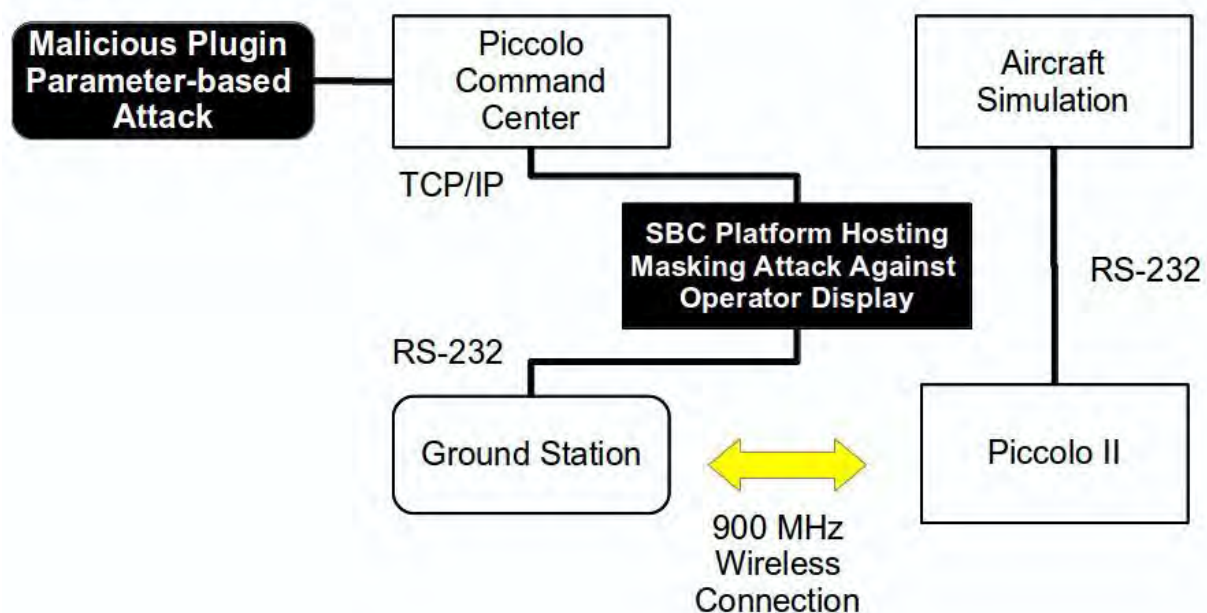 Malicious Plugin
Parameter-based
Attack
Piccolo
Command
Center
Aircraft
Simulation
TCP/IP
SBC Platform Hosting
Masking Attack Against
Operator Display
RS-232
RS-232
Ground Station
Piccolo II
900 MHz
Wireless
Connection